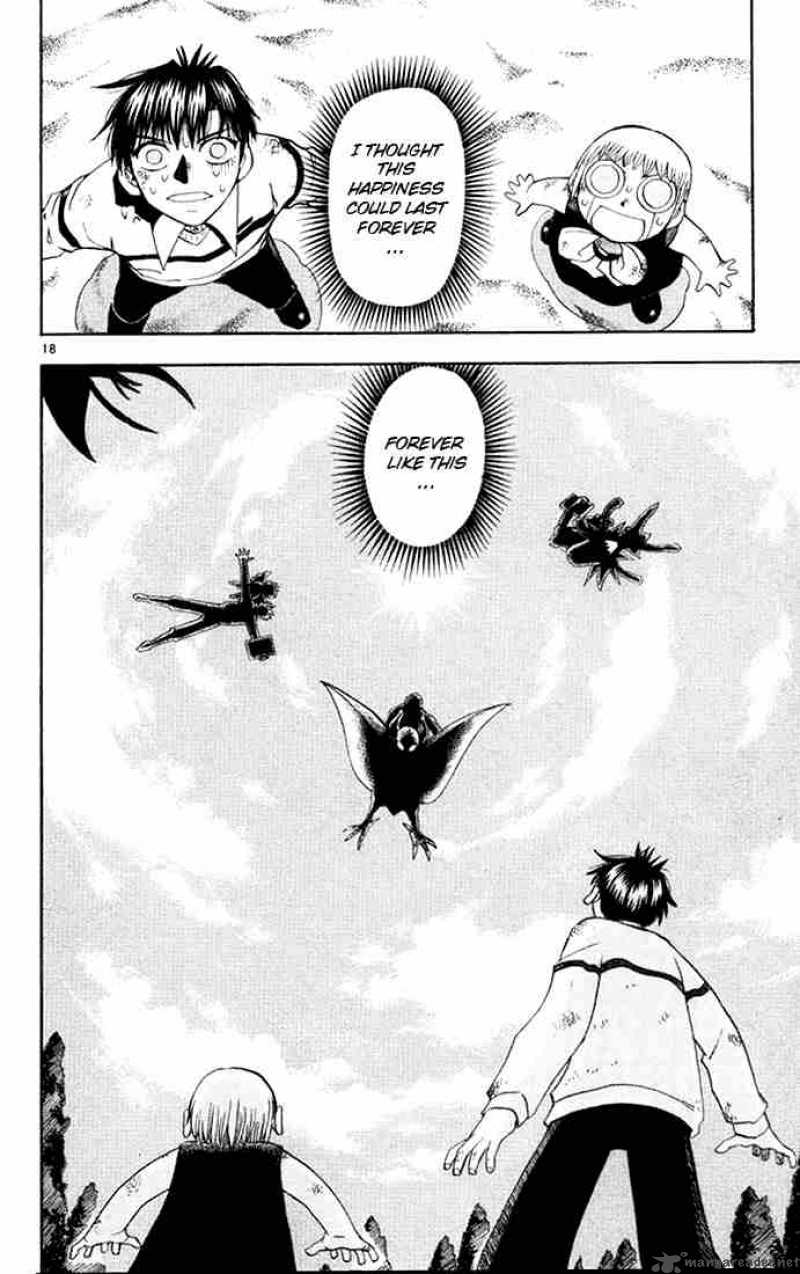 I THOUGHT
THIS
HAPPINESS
COULD LAST
FOREVER
...
18
FOREVER
LIKE THIS
...
mangareader.net